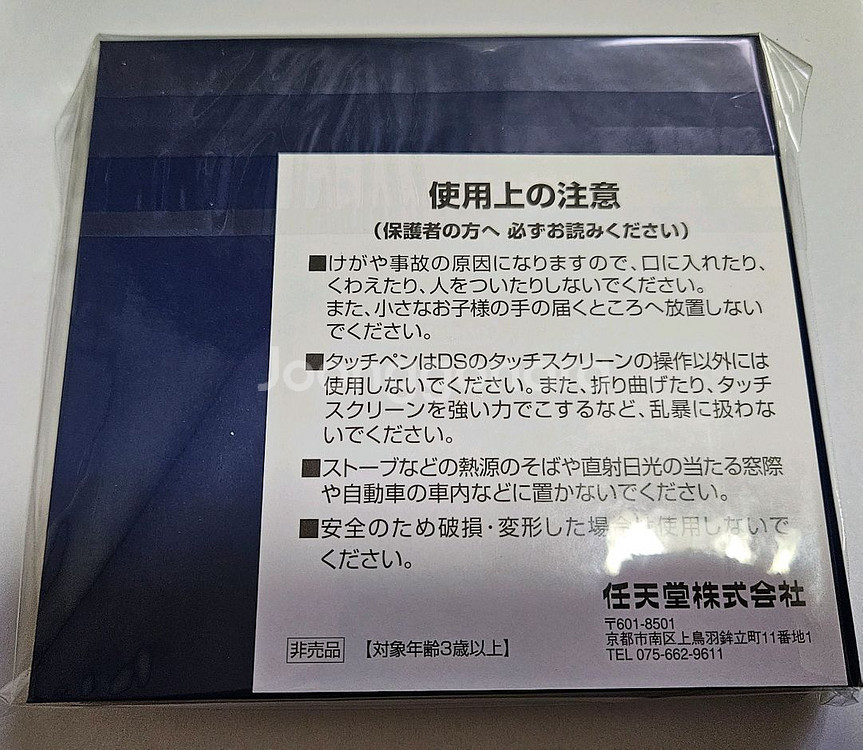 使用上の注意
（保護者の方へ 必ずお読みください）
■けがや事故の原因になりますので、口に入れたり、
くわえたり、人をついたりしないでください。
また、小さなお子様の手の届くところへ放置しない
でください。
■タッチペンはDSのタッチスクリーンの操作以外には
使用しないでください。また、折り曲げたり、タッチ
スクリーンを強い力でこするなど、乱暴に扱わな
いでください。
■ストーブなどの熱源のそばや直射日光の当たる窓際
や自動車の車内などに置かないでください。
■安全のため破損・変形した場合は使用しないで
ください。
任天堂株式会社
〒601-8501
京都市南区上鳥羽鉾立町11番地1
TEL 075-662-9611
非売品 【対象年齢3歳以上】